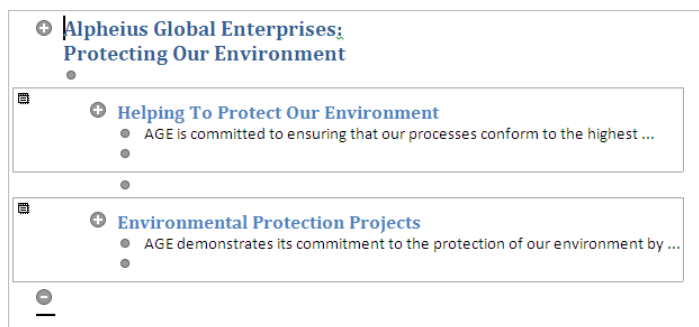 Alpheius Global Enterprises:
Protecting Our Environment
Helping To Protect Our Environment
AGE is committed to ensuring that our processes conform to the highest ...
Environmental Protection Projects
AGE demonstrates its commitment to the protection of our environment by ...